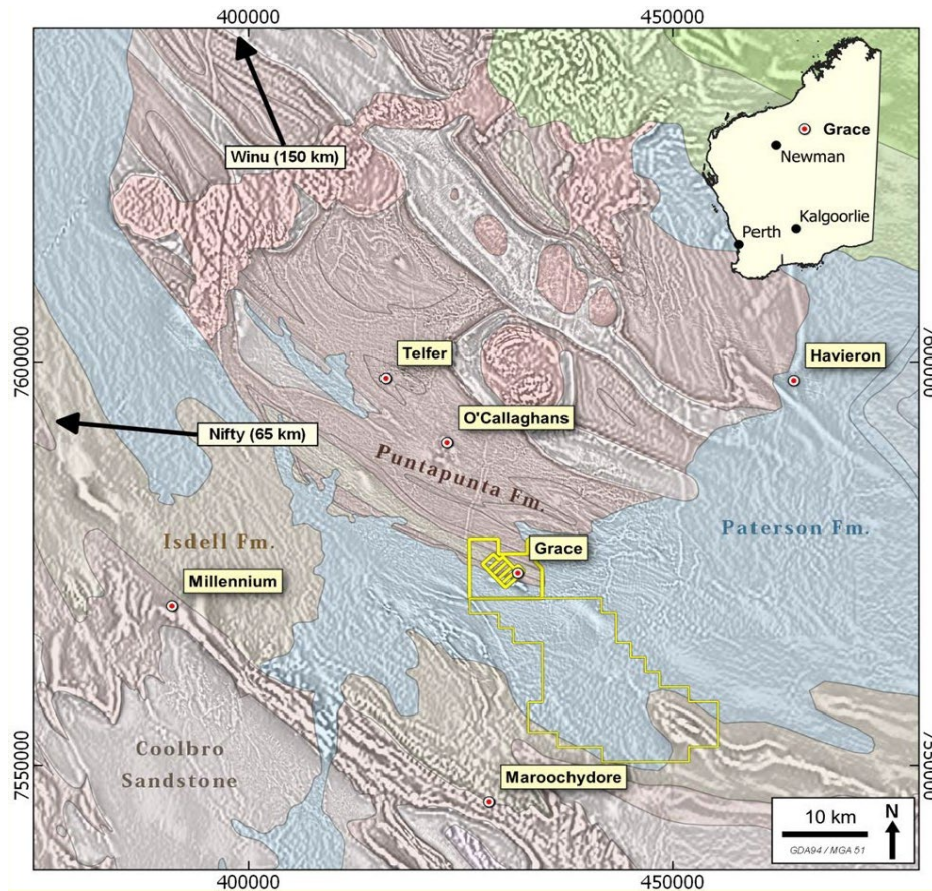 400000
450000
Grace
Newman
Kalgoorlie
Perth
Winu (150 km)
7600000
7600000
Telfer
Havieron
O'Callaghans
Nifty (65 km)
Puntapunta Fm.
Paterson Fm.
Isdell Fm.
Grace
Millennium
Coolbro
Sandstone
7550000
7550000
Maroochydore
10 km
N
GDA94 / MGA 51
400000
450000